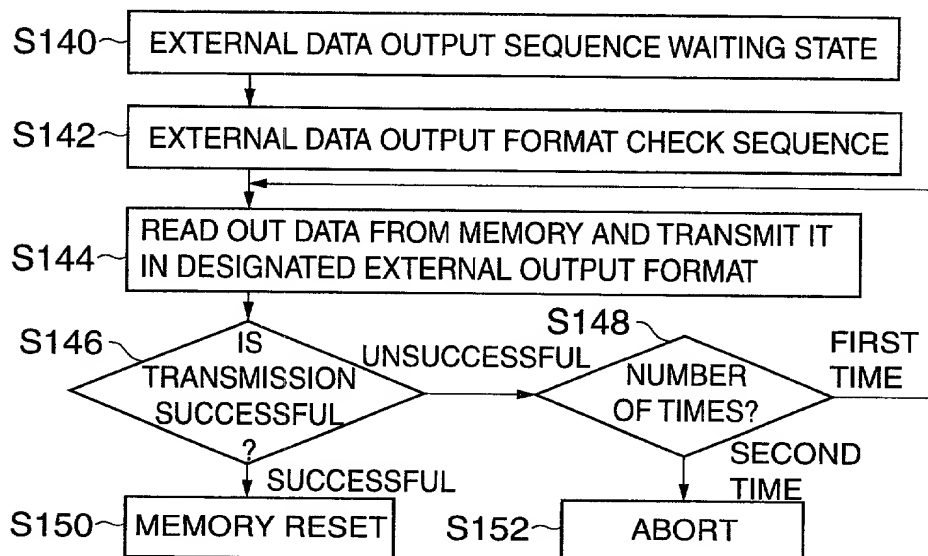 S140
EXTERNAL DATA OUTPUT SEQUENCE WAITING STATE
S142
EXTERNAL DATA OUTPUT FORMAT CHECK SEQUENCE
S144
READ OUT DATA FROM MEMORY AND TRANSMIT IT
IN DESIGNATED EXTERNAL OUTPUT FORMAT
S146
IS
TRANSMISSION
SUCCESSFUL
?
UNSUCCESSFUL
S148
NUMBER
OF TIMES?
FIRST
TIME
SUCCESSFUL
SECOND
TIME
S150
MEMORY RESET
S152
ABORT